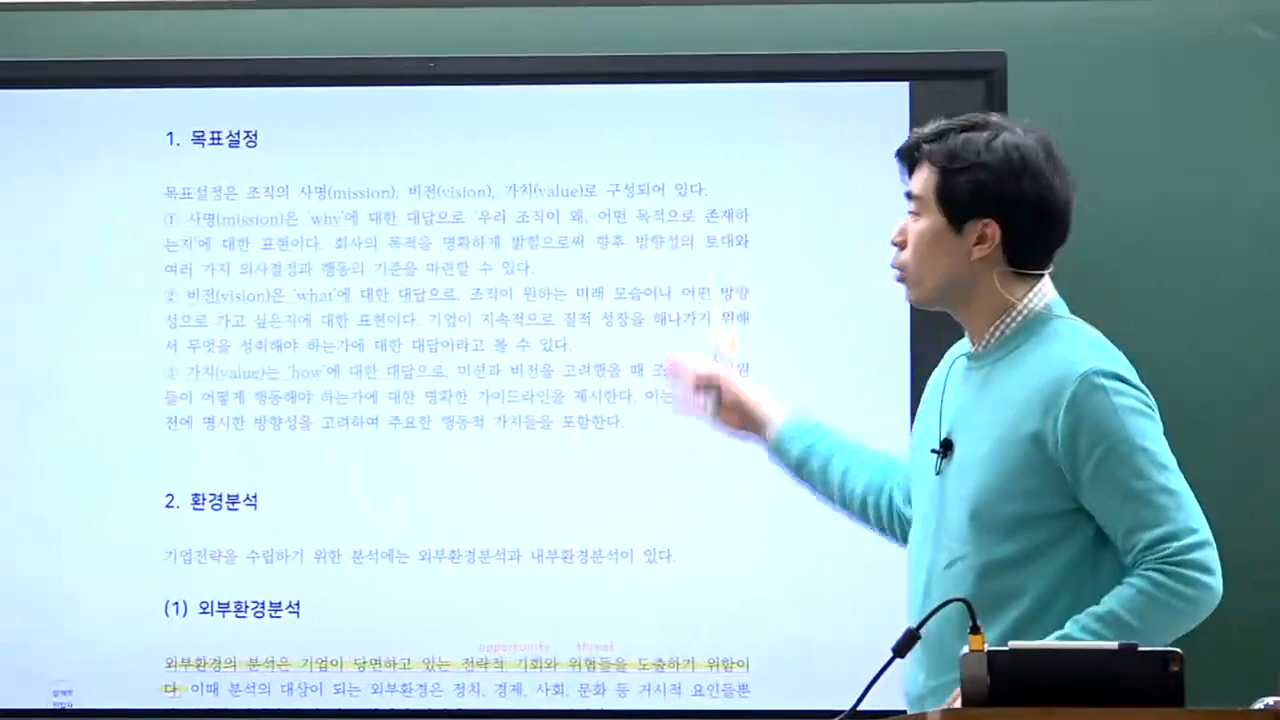 1. 목표설정
목표설정은 조직의 사명(mission), 비전(vision), 가치(value)로 구성되어 있다.
① 사명(mission)은 'why'에 대한 대답으로 '우리 조직이 왜, 어떤 목적으로 존재하
는지'에 대한 표현이다. 회사의 목적을 명확하게 밝힘으로써 향후 방향성의 토대와
여러 가지 의사결정과 행동의 기준을 마련할 수 있다.
② 비전(vision)은 'what'에 대한 대답으로, 조직이 원하는 미래 모습이나 어떤 방향
성으로 가고 싶은지에 대한 표현이다. 기업이 지속적으로 질적 성장을 해나가기 위해
서 무엇을 성취해야 하는가에 대한 대답이라고 볼 수 있다.
③ 가치(value)는 'how'에 대한 대답으로, 미션과 비전을 고려했을 때
들이 어떻게 행동해야 하는가에 대한 명확한 가이드라인을 제시한다. 이는
전에 명시한 방향성을 고려하여 주요한 행동적 가치들을 포함한다.
2. 환경분석
기업전략을 수립하기 위한 분석에는 외부환경분석과 내부환경분석이 있다.
(1) 외부환경분석
opportunity threat
외부환경의 분석은 기업이 당면하고 있는 전략적 기회와 위협들을 도출하기 위함이
다. 이때 분석의 대상이 되는 외부환경은 정치, 경제, 사회, 문화 등 거시적 요인들뿐